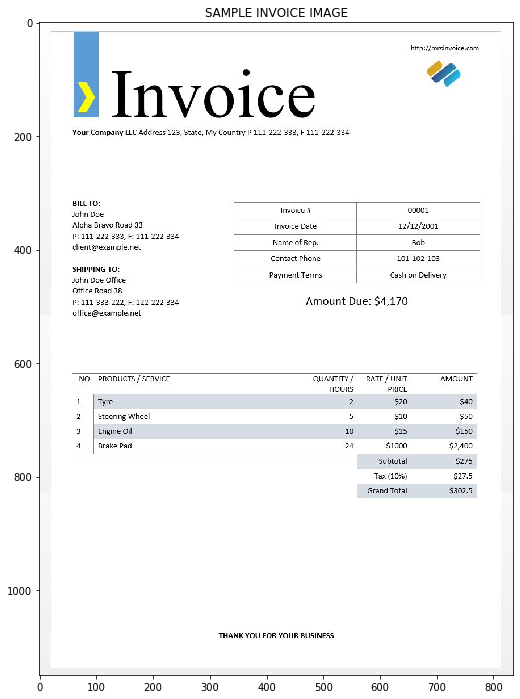 SAMPLE INVOICE IMAGE
http://mrsinvoice.com
Invoice
Your Company LLC Address 123, State, My Country P 111-222-333, F 111-222-334
BILL TO:
John Doe
Alpha Bravo Road 33
P: 111-222-333, F: 111-222-334
client@example.net
SHIPPING TO:
John Doe Office
Office Road 38
P: 111-333-222, F: 122-222-334
office@example.net
Invoice # 00001
Invoice Date 12/12/2001
Name of Rep. Bob
Contact Phone 101-102-103
Payment Terms Cash on Delivery
Amount Due: $4,170
NO PRODUCTS / SERVICE QUANTITY / HOURS RATE / UNIT PRICE AMOUNT
1 Tyre 2 $20 $40
2 Steering Wheel 5 $10 $50
3 Engine Oil 10 $15 $150
4 Brake Pad 24 $1000 $2,400
Subtotal $275
Tax (10%) $27.5
Grand Total $302.5
THANK YOU FOR YOUR BUSINESS
0
200
400
600
800
1000
0 100 200 300 400 500 600 700 800